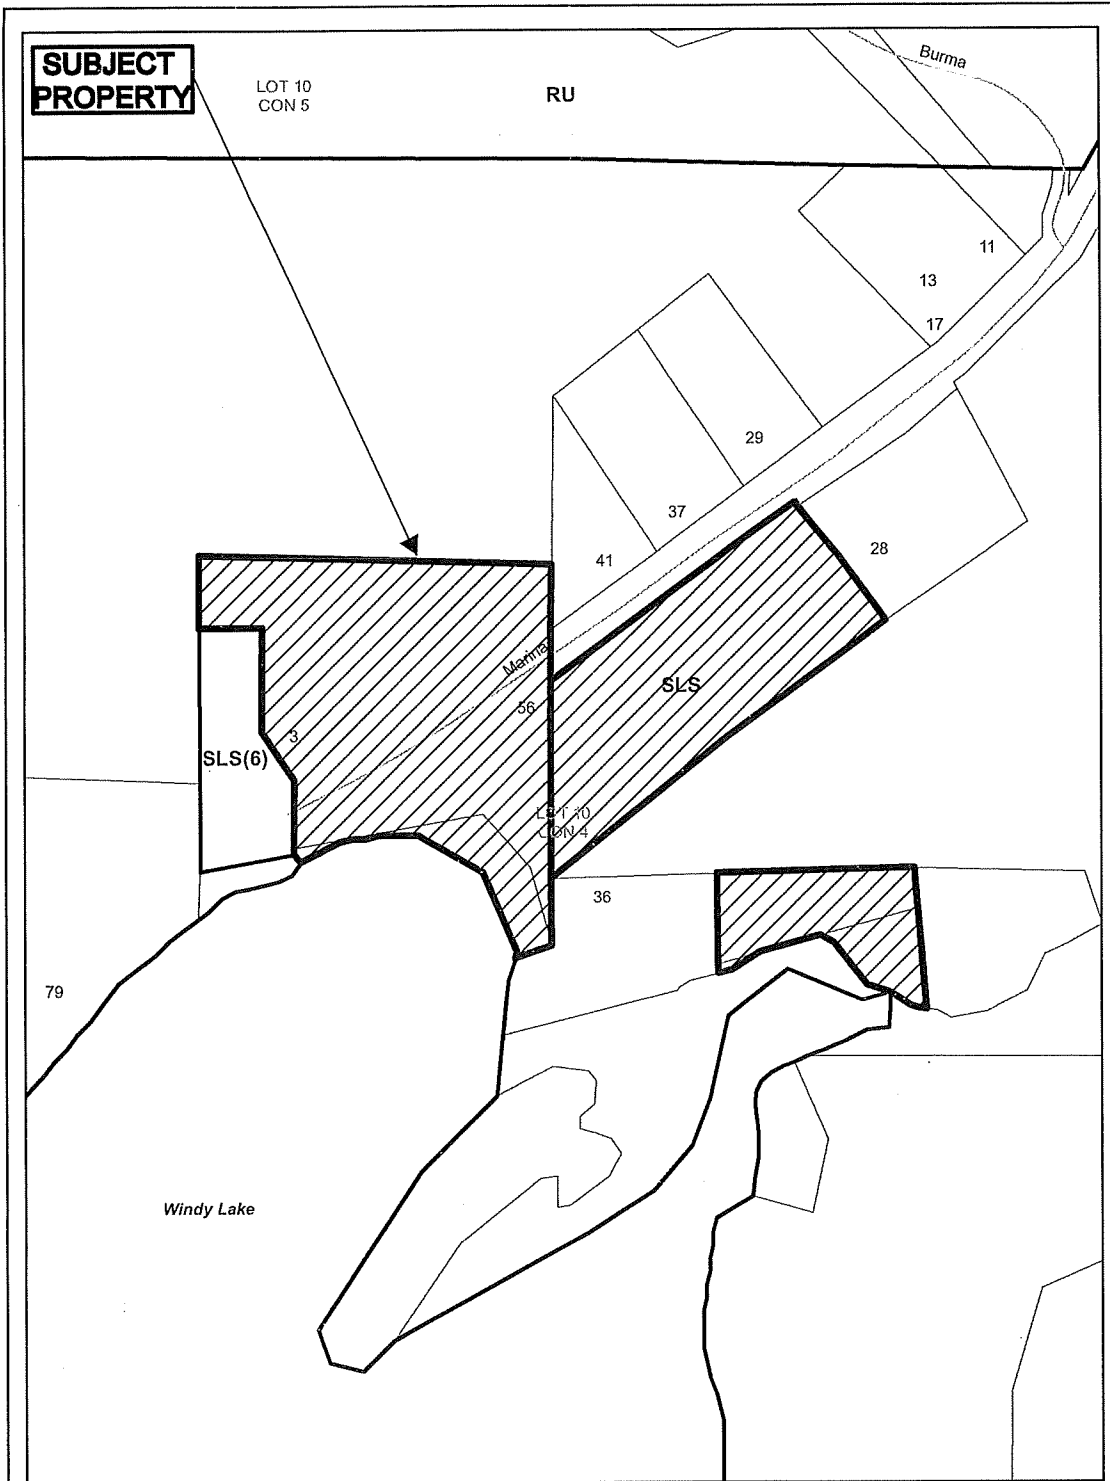 SUBJECT
PROPERTY
LOT 10
CON 5
RU
Burma
11
13
17
29
37
41
28
Marina
56
SLS
3
SLS(6)
LOT 10
CON 4
36
79
Windy Lake